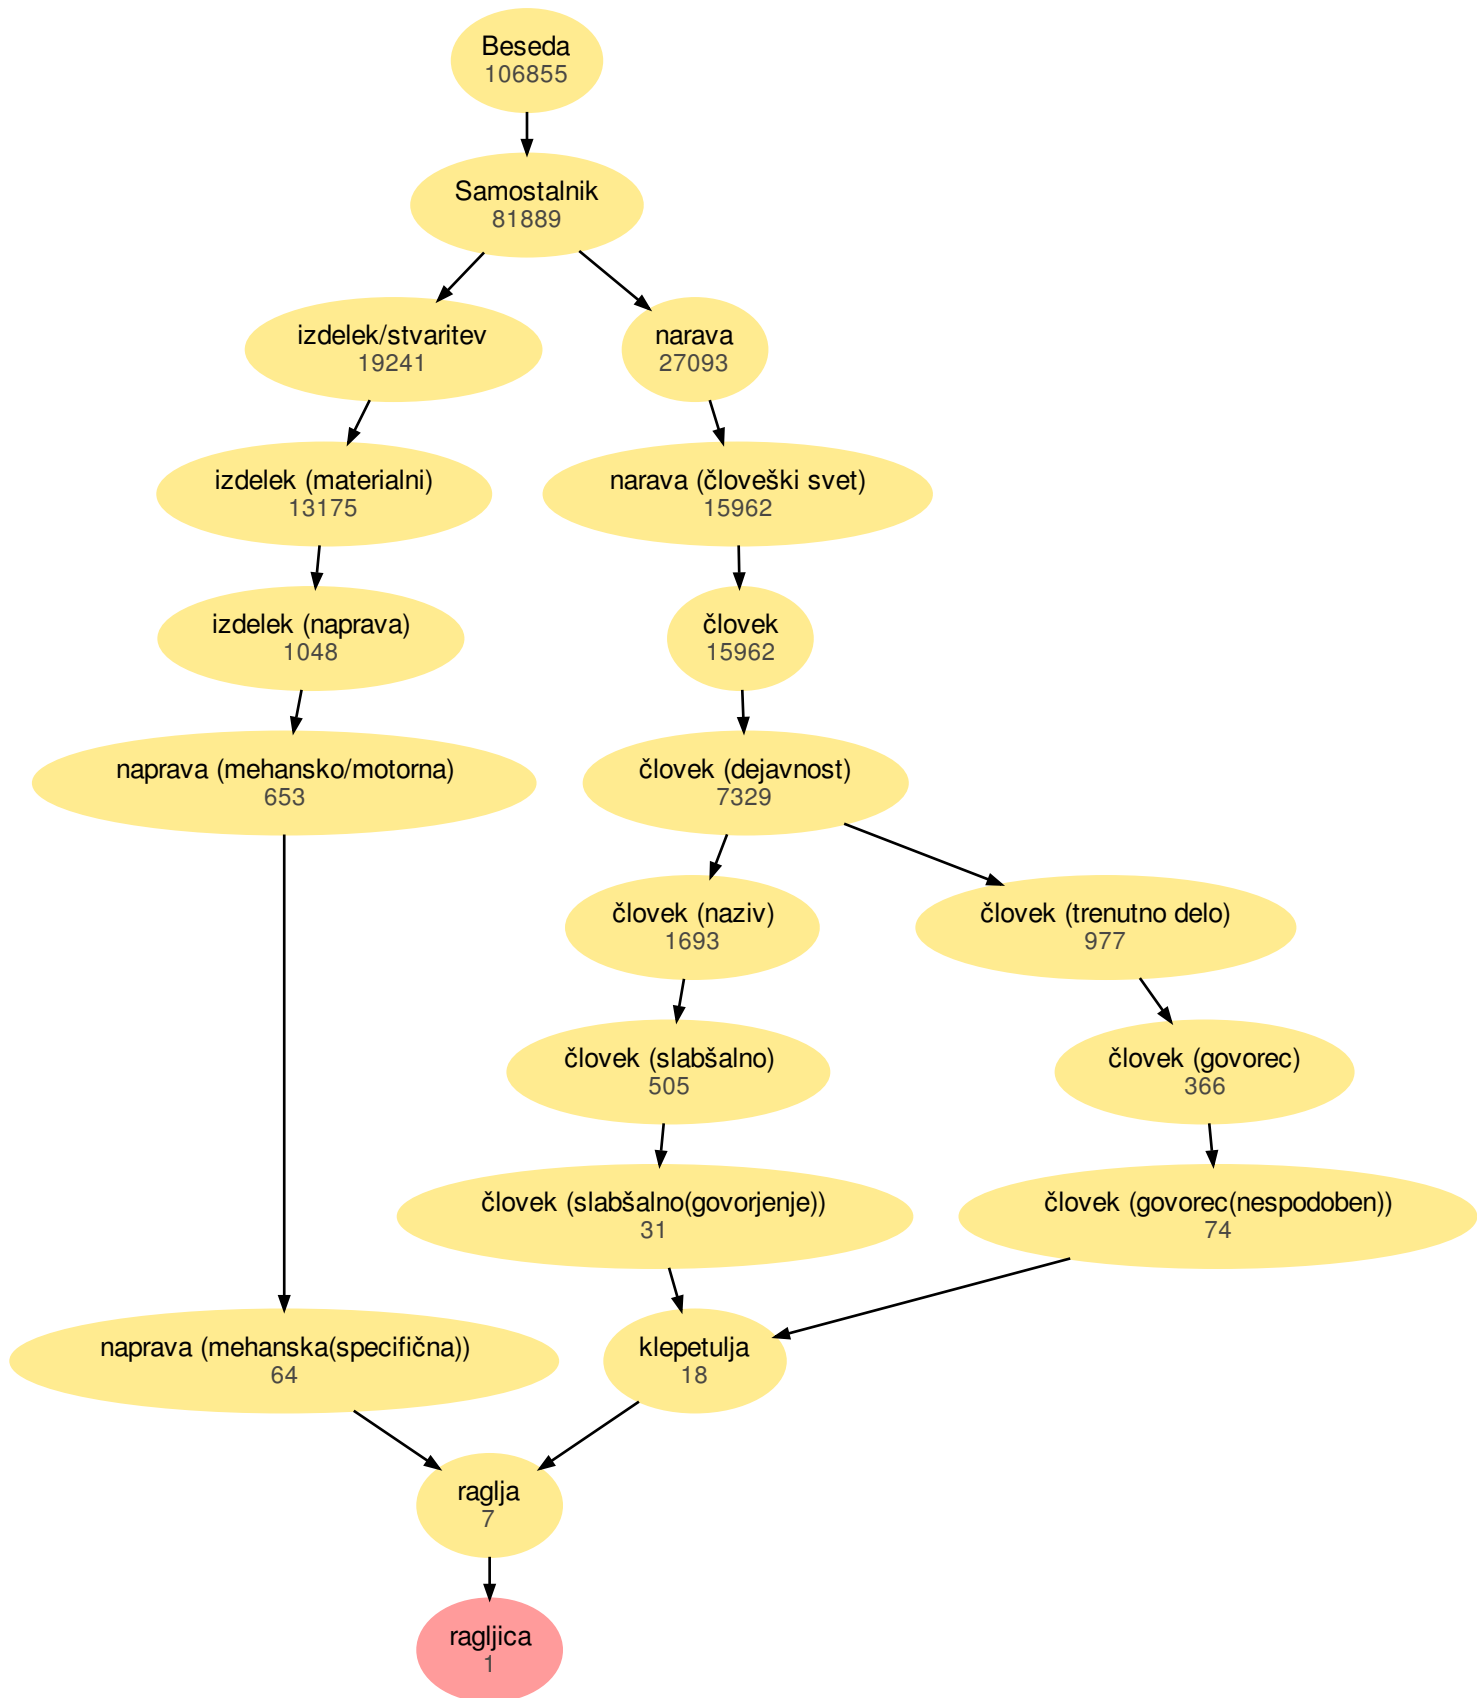 Beseda
106855
Samostalnik
81889
izdelek/stvaritev
19241
narava
27093
izdelek (materialni)
13175
narava (človeški svet)
15962
izdelek (naprava)
1048
človek
15962
naprava (mehansko/motorna)
653
človek (dejavnost)
7329
človek (naziv)
1693
človek (trenutno delo)
977
človek (slabšalno)
505
človek (govorec)
366
človek (slabšalno(govorjenje))
31
človek (govorec(nespodoben))
74
naprava (mehanska(specifična))
64
klepetulja
18
raglja
7
ragljica
1